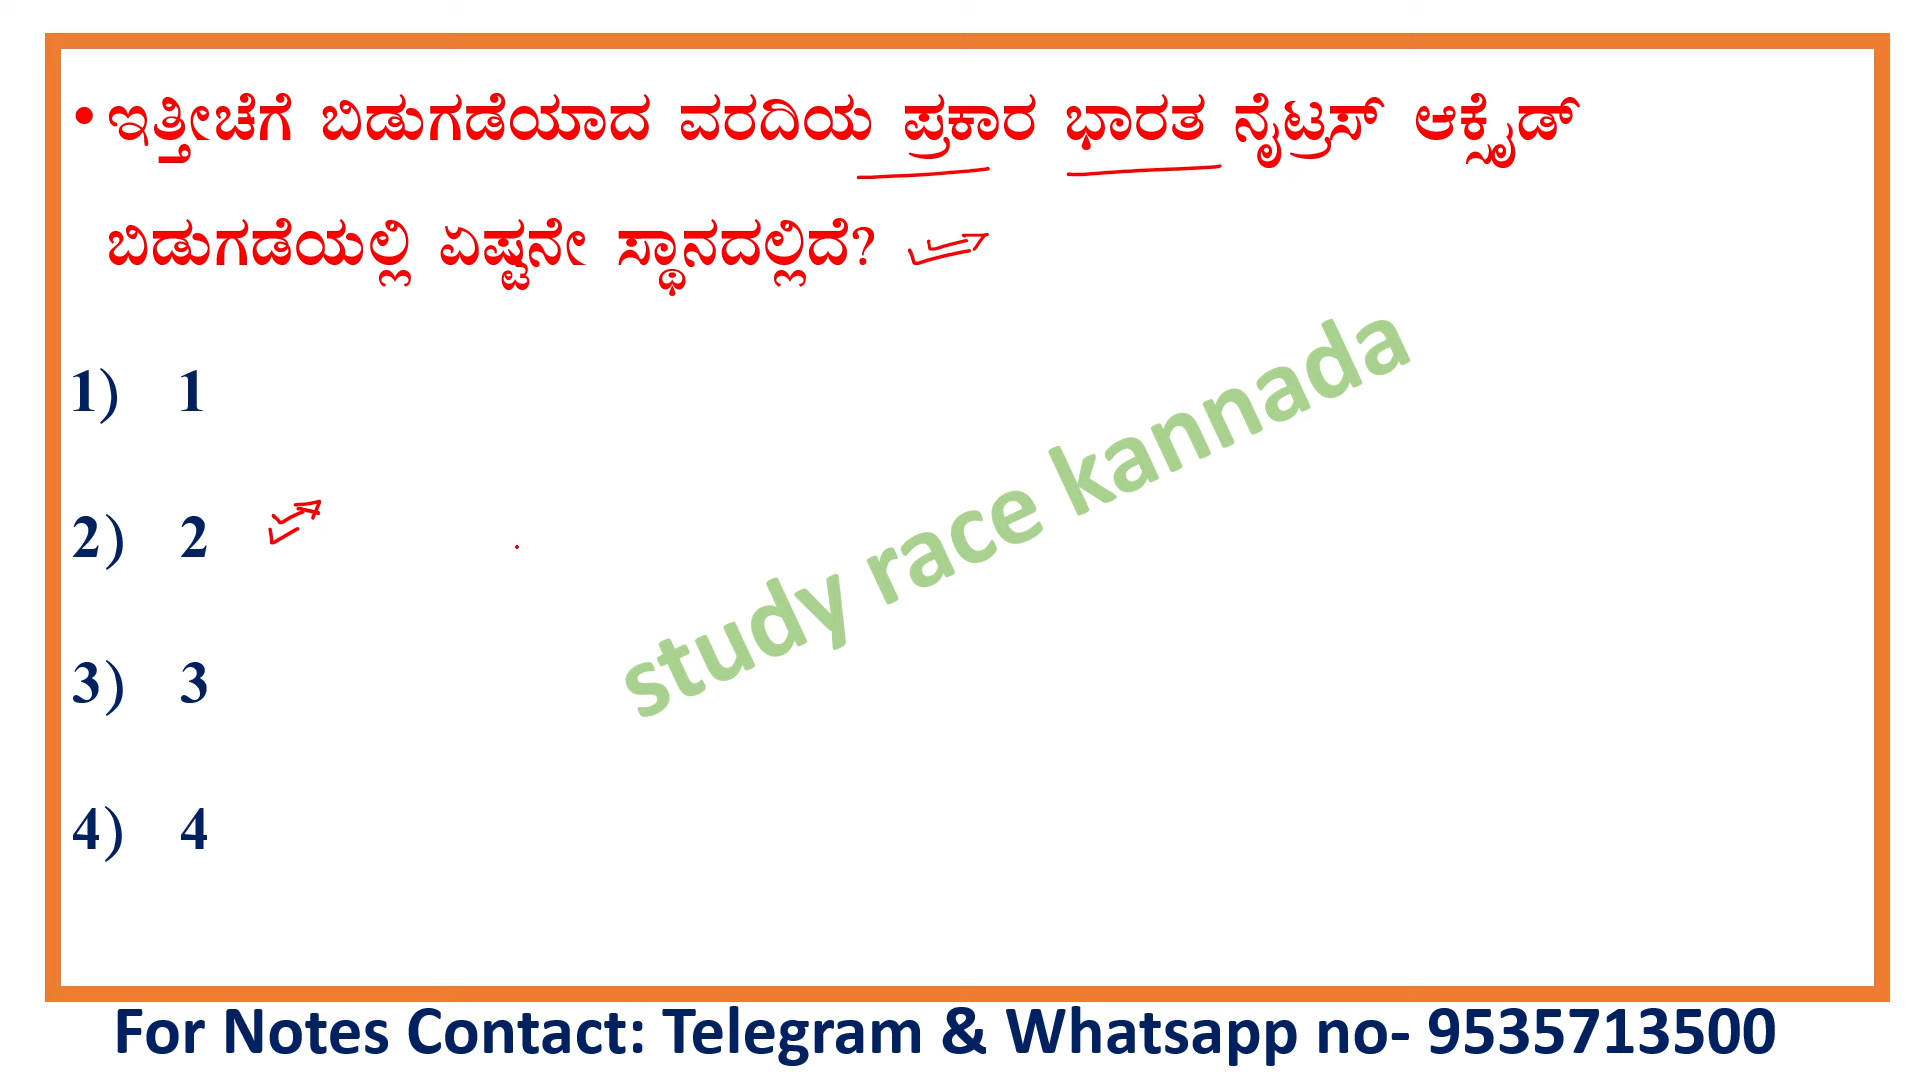 • ಇತ್ತೀಚೆಗೆ ಬಿಡುಗಡೆಯಾದ ವರದಿಯ ಪ್ರಕಾರ ಭಾರತ ನೈಟ್ರಸ್ ಆಕ್ಸೈಡ್
ಬಿಡುಗಡೆಯಲ್ಲಿ ಏಷ್ಟನೇ ಸ್ಥಾನದಲ್ಲಿದೆ?
1) 1
2) 2
3) 3
4) 4
study race kannada
For Notes Contact: Telegram & Whatsapp no- 9535713500